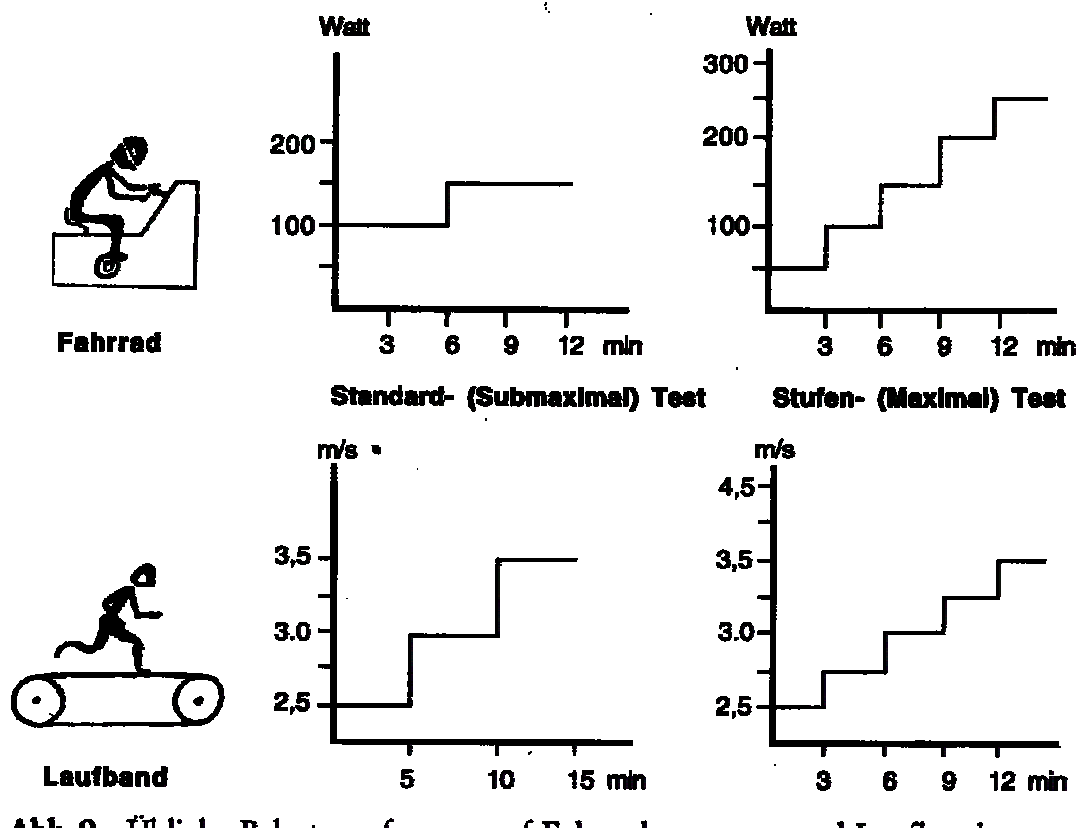 Watt
200
100
3 6 9 12 min
Watt
300
200
100
3 6 9 12 min
Fahrrad
Standard- (Submaximal) Test
Stufen- (Maximal) Test
m/s
3,5
3.0
2,5
5 10 15 min
m/s
4,5
3,5
3.0
2,5
3 6 9 12 min
Laufband